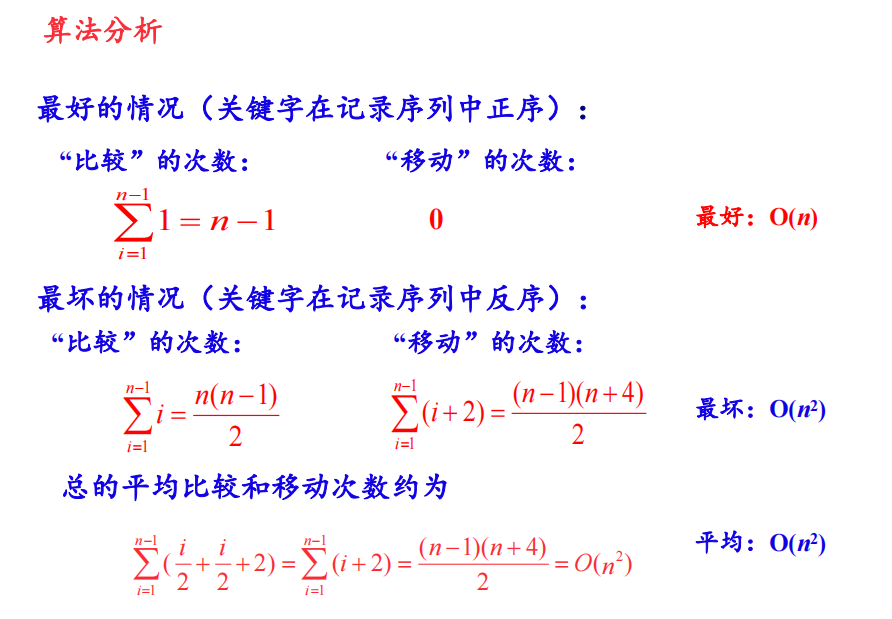 算法分析
最好的情况（关键字在记录序列中正序）：
“比较”的次数： “移动”的次数：
\sum_{i=1}^{n-1} 1 = n-1 0 最好：O(n)
最坏的情况（关键字在记录序列中反序）：
“比较”的次数： “移动”的次数：
\sum_{i=1}^{n-1} i = \frac{n(n-1)}{2} \sum_{i=1}^{n-1} (i+2) = \frac{(n-1)(n+4)}{2} 最坏：O(n²)
总的平均比较和移动次数约为
\sum_{i=1}^{n-1} (\frac{i}{2}+\frac{i}{2}+2) = \sum_{i=1}^{n-1} (i+2) = \frac{(n-1)(n+4)}{2} = O(n²) 平均：O(n²)